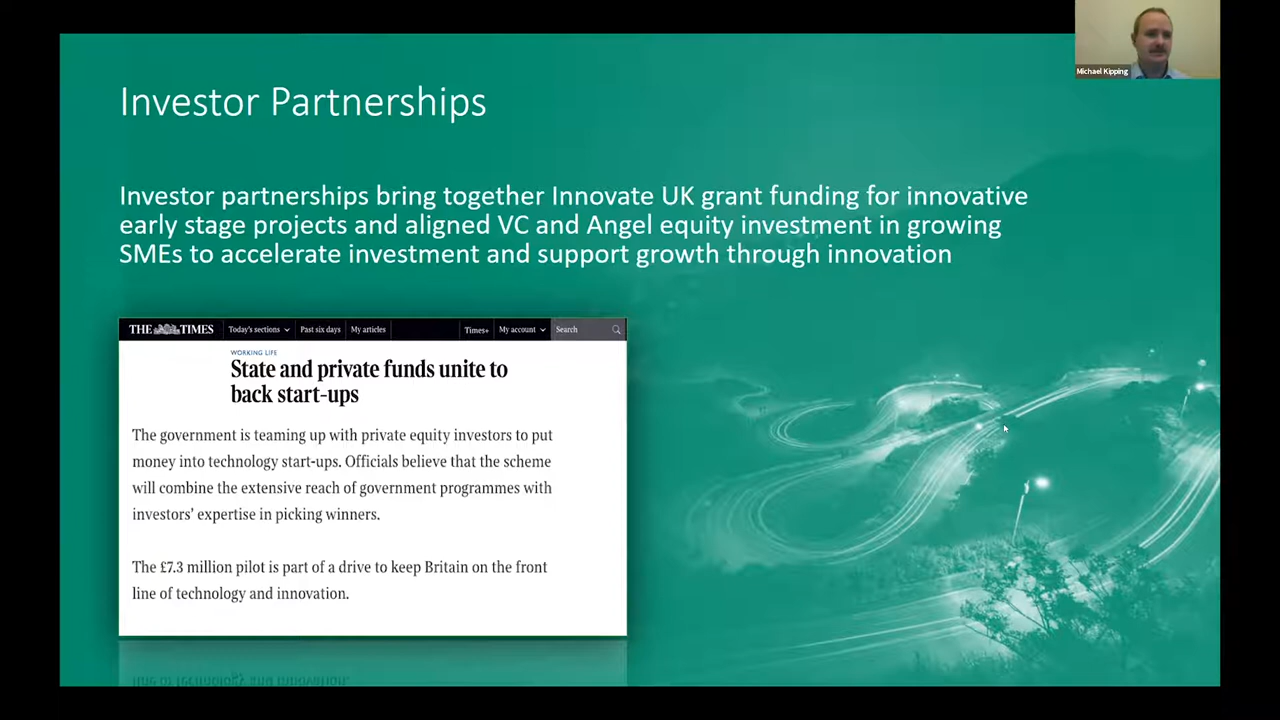 Michael Kipping
Investor Partnerships
Investor partnerships bring together Innovate UK grant funding for innovative
early stage projects and aligned VC and Angel equity investment in growing
SMEs to accelerate investment and support growth through innovation
THE TIMES Today's sections Past six days My articles Times+ My account Search
WORKING LIFE
State and private funds unite to
back start-ups
The government is teaming up with private equity investors to put
money into technology start-ups. Officials believe that the scheme
will combine the extensive reach of government programmes with
investors' expertise in picking winners.
The £7.3 million pilot is part of a drive to keep Britain on the front
line of technology and innovation.